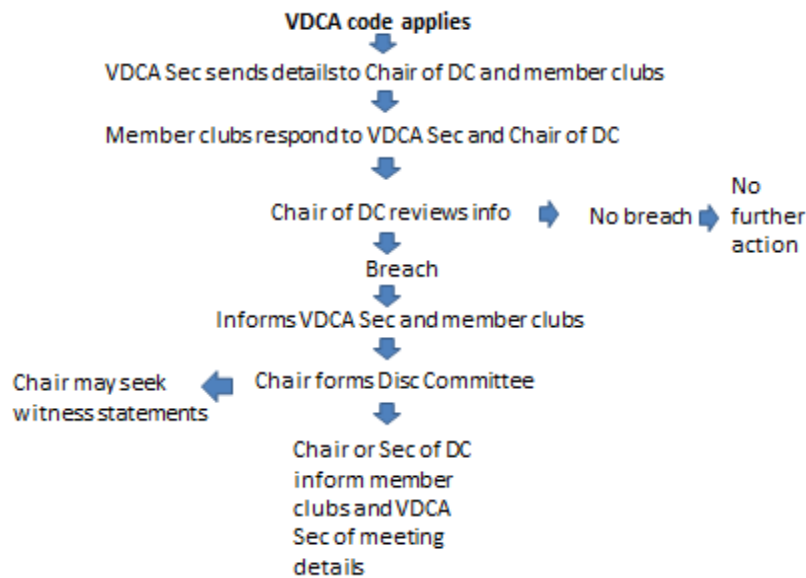 VDCA code applies
VDCA Sec sends details to Chair of DC and member clubs
Member clubs respond to VDCA Sec and Chair of DC
Chair of DC reviews info
No breach
No
further
action
Breach
Informs VDCA Sec and member clubs
Chair forms Disc Committee
Chair may seek
witness statements
Chair or Sec of DC
inform member
clubs and VDCA
Sec of meeting
details